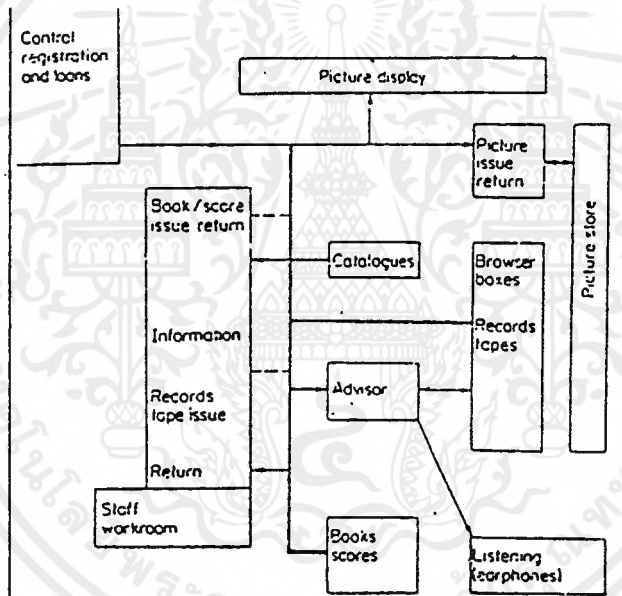 Control
registration
and loans
Picture display
Picture
issue
return
Picture store
Book/score
issue return
Catalogues
Browser
boxes
Information
Records
tapes
Records
tape issue
Advisor
Return
Staff
workroom
Books
scores
Listening
(earphones)